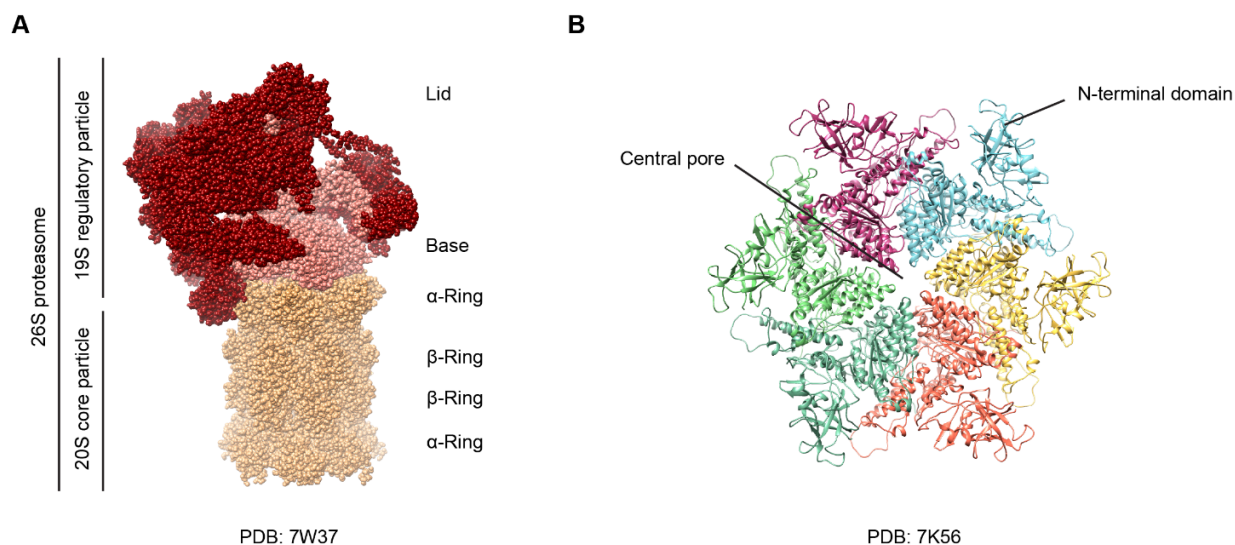 A
B
26S proteasome
19S regulatory particle
20S core particle
Lid
Base
α-Ring
β-Ring
β-Ring
α-Ring
PDB: 7W37
N-terminal domain
Central pore
PDB: 7K56